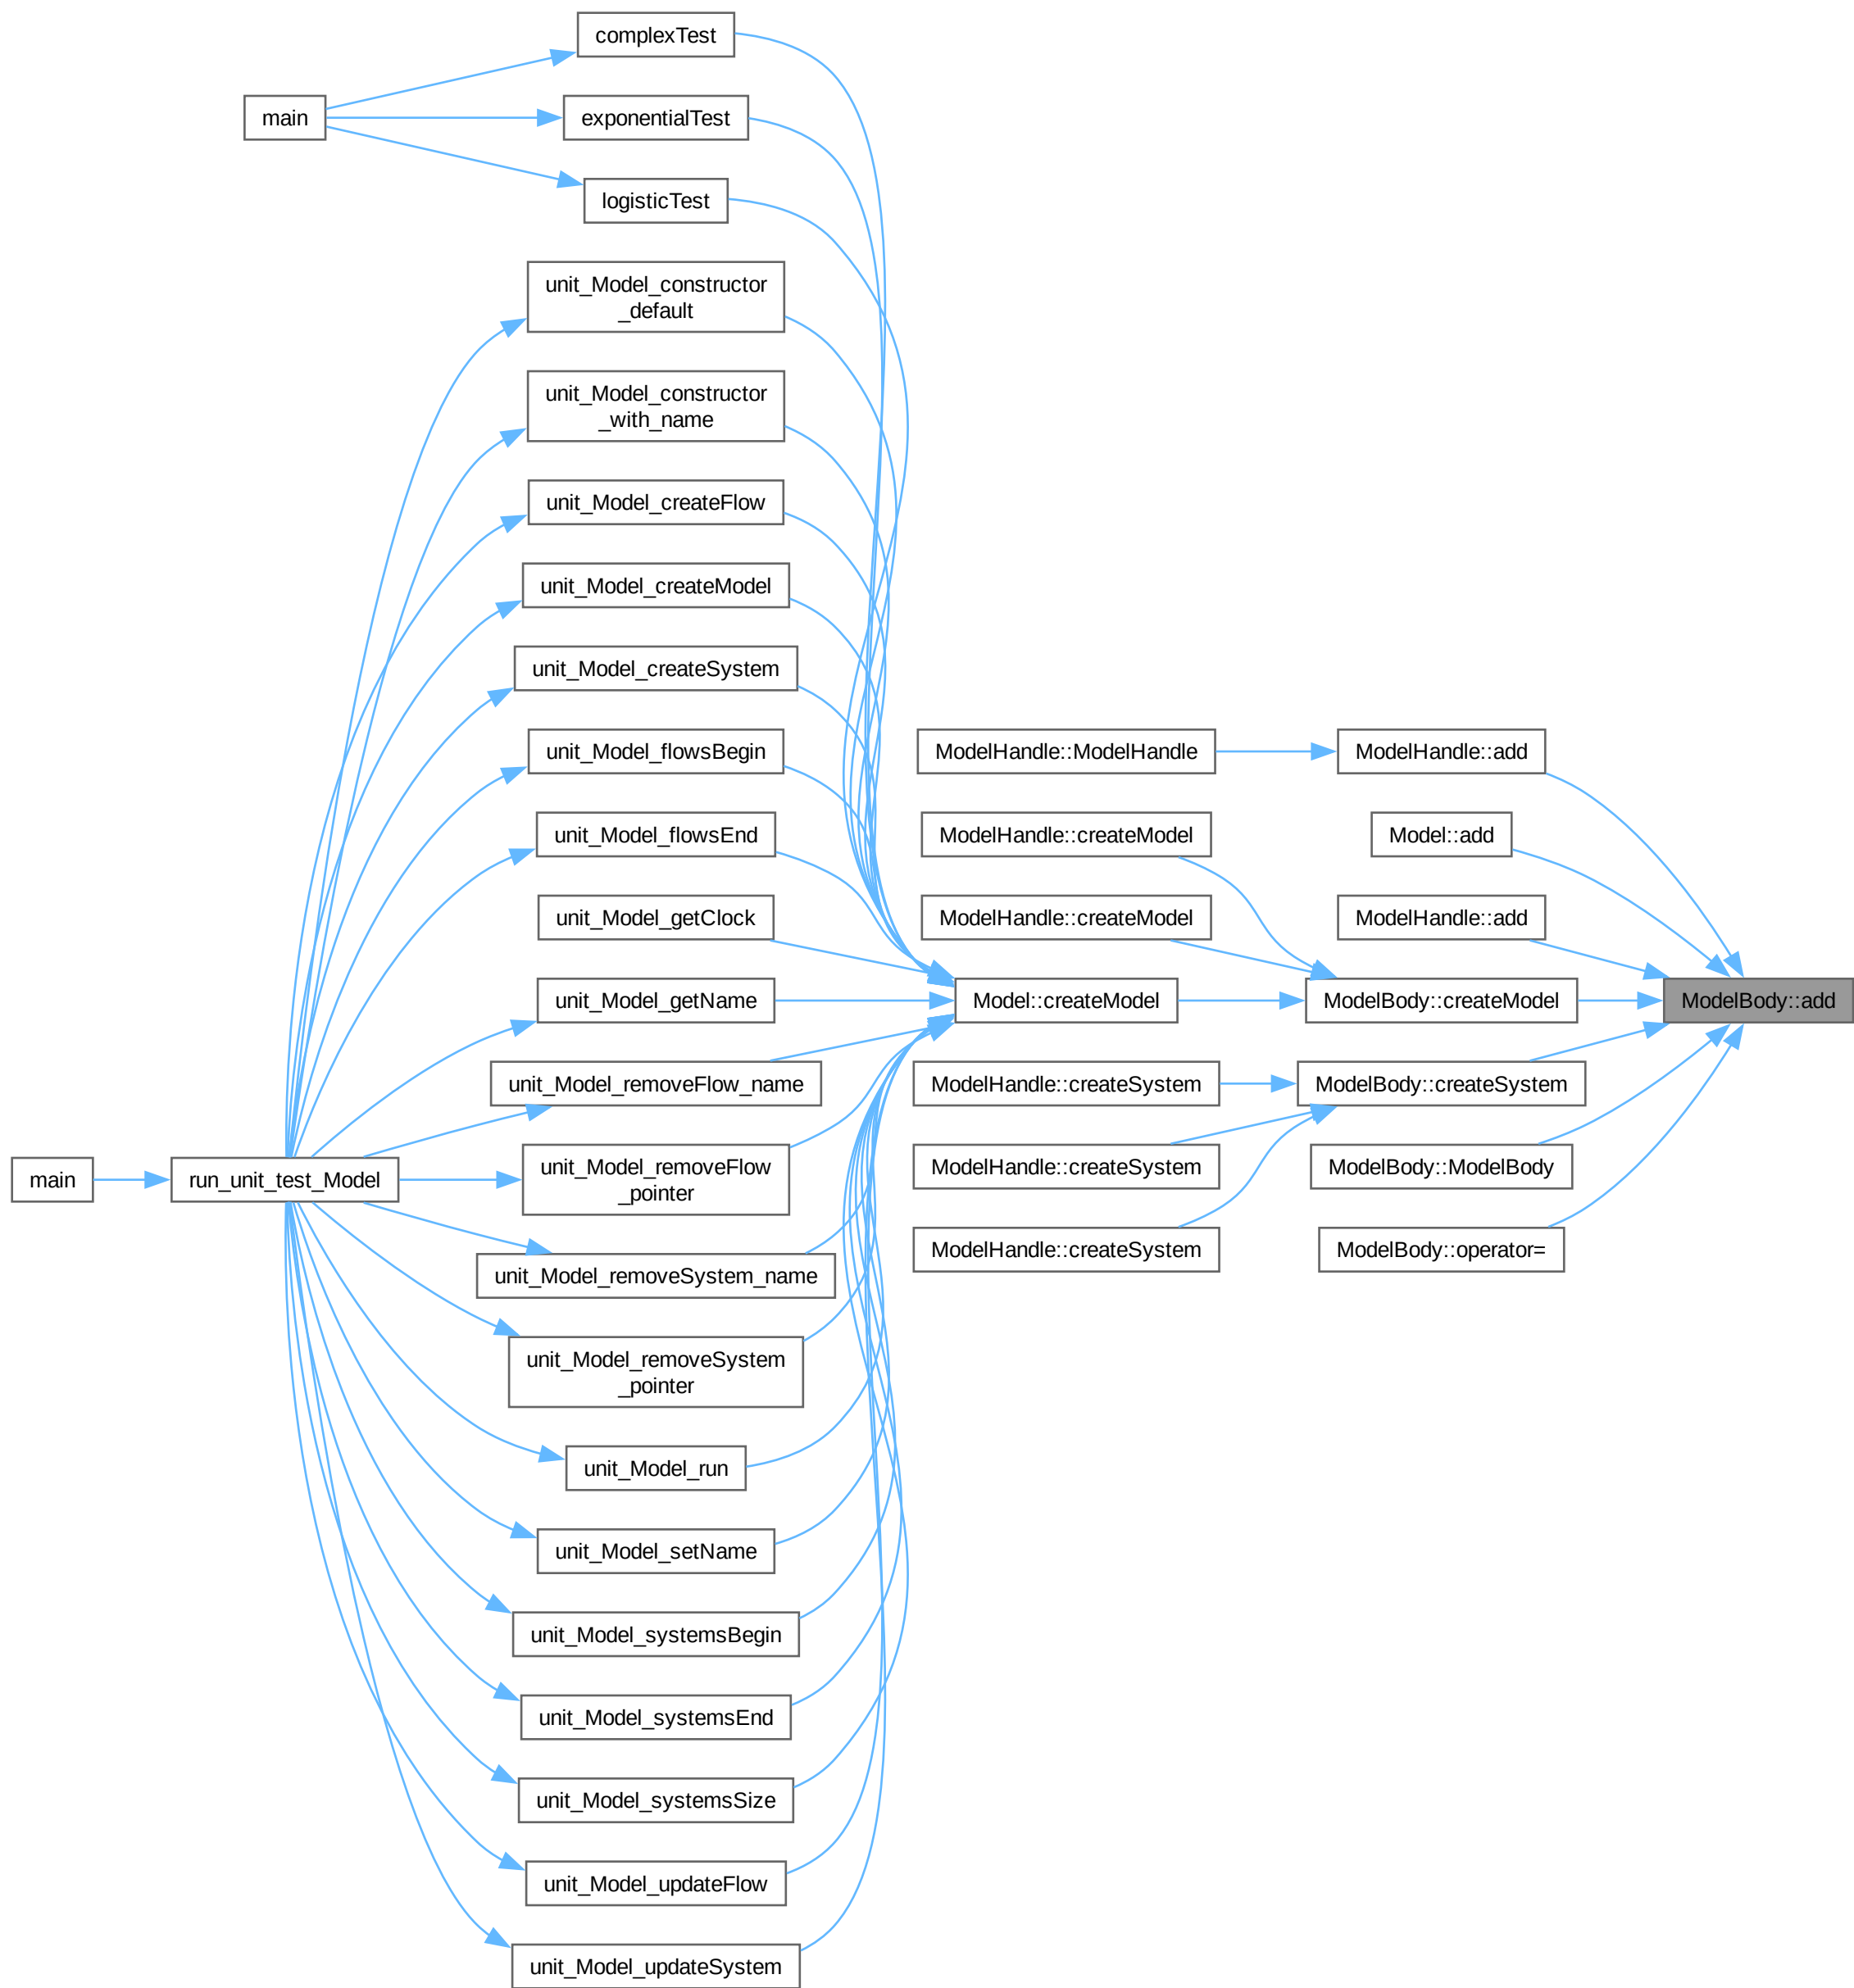 complexTest
main
exponentialTest
logisticTest
unit_Model_constructor
_default
unit_Model_constructor
_with_name
unit_Model_createFlow
unit_Model_createModel
unit_Model_createSystem
unit_Model_flowsBegin
ModelHandle::ModelHandle
ModelHandle::add
unit_Model_flowsEnd
ModelHandle::createModel
Model::add
unit_Model_getClock
ModelHandle::createModel
ModelHandle::add
unit_Model_getName
Model::createModel
ModelBody::createModel
ModelBody::add
unit_Model_removeFlow_name
ModelHandle::createSystem
ModelBody::createSystem
main
run_unit_test_Model
unit_Model_removeFlow
_pointer
ModelHandle::createSystem
ModelBody::ModelBody
unit_Model_removeSystem_name
ModelHandle::createSystem
ModelBody::operator=
unit_Model_removeSystem
_pointer
unit_Model_run
unit_Model_setName
unit_Model_systemsBegin
unit_Model_systemsEnd
unit_Model_systemsSize
unit_Model_updateFlow
unit_Model_updateSystem